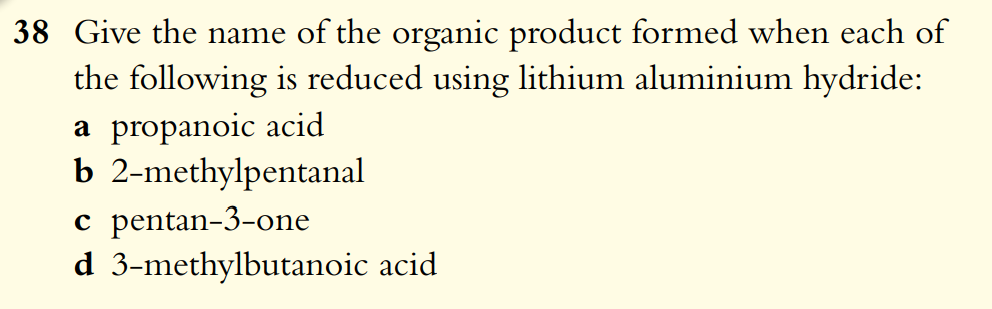 38 Give the name of the organic product formed when each of
the following is reduced using lithium aluminium hydride:
a propanoic acid
b 2-methylpentanal
c pentan-3-one
d 3-methylbutanoic acid